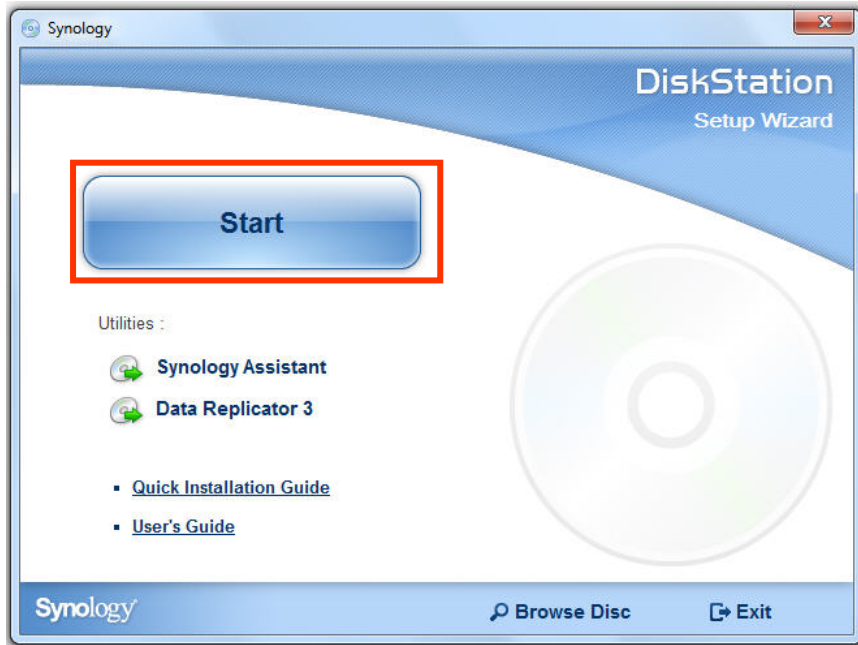 Synology
DiskStation
Setup Wizard
Start
Utilities :
Synology Assistant
Data Replicator 3
Quick Installation Guide
User's Guide
Synology
Browse Disc
Exit